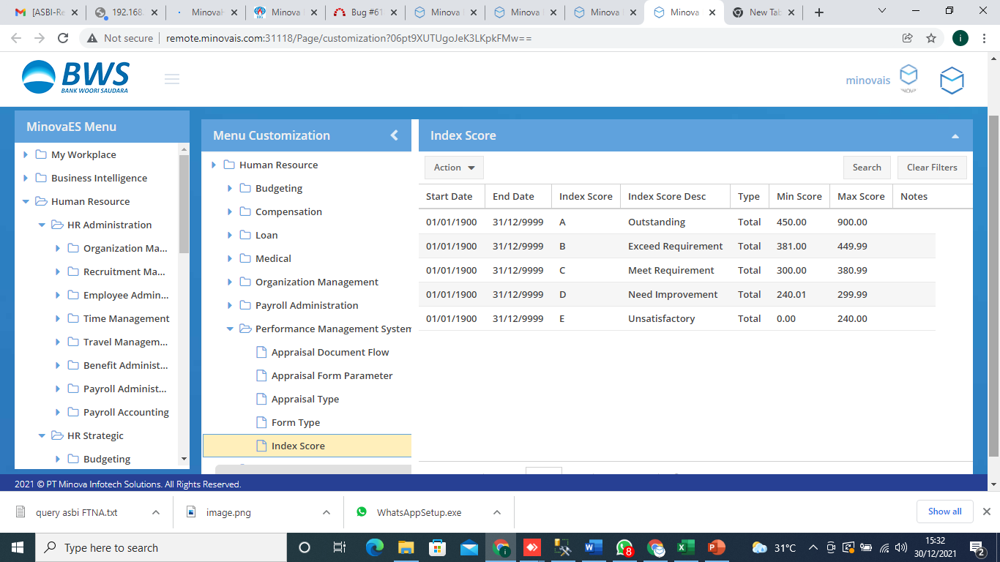 [ASBI-Re
192.168.
MinovaH
Minova
Bug #61
Minova
Minova
Minova
Minova
New Tab
Not secure | remote.minovais.com:31118/Page/customization?06pt9XUTUgoJeK3LKpkFMw==
BWS
BANK WOORI SAUDARA
minovais
MinovaES Menu
My Workplace
Business Intelligence
Human Resource
HR Administration
Organization Ma...
Recruitment Ma...
Employee Admin...
Time Management
Travel Managem...
Benefit Administ...
Payroll Administ...
Payroll Accounting
HR Strategic
Budgeting
Menu Customization
Human Resource
Budgeting
Compensation
Loan
Medical
Organization Management
Payroll Administration
Performance Management System
Appraisal Document Flow
Appraisal Form Parameter
Appraisal Type
Form Type
Index Score
Index Score
Action Search Clear Filters
Start Date End Date Index Score Index Score Desc Type Min Score Max Score Notes
01/01/1900 31/12/9999 A Outstanding Total 450.00 900.00
01/01/1900 31/12/9999 B Exceed Requirement Total 381.00 449.99
01/01/1900 31/12/9999 C Meet Requirement Total 300.00 380.99
01/01/1900 31/12/9999 D Need Improvement Total 240.01 299.99
01/01/1900 31/12/9999 E Unsatisfactory Total 0.00 240.00
2021 © PT Minova Infotech Solutions. All Rights Reserved.
query asbi FTNA.txt
image.png
WhatsAppSetup.exe
Show all
Type here to search
8
31°C
15:32
30/12/2021
2